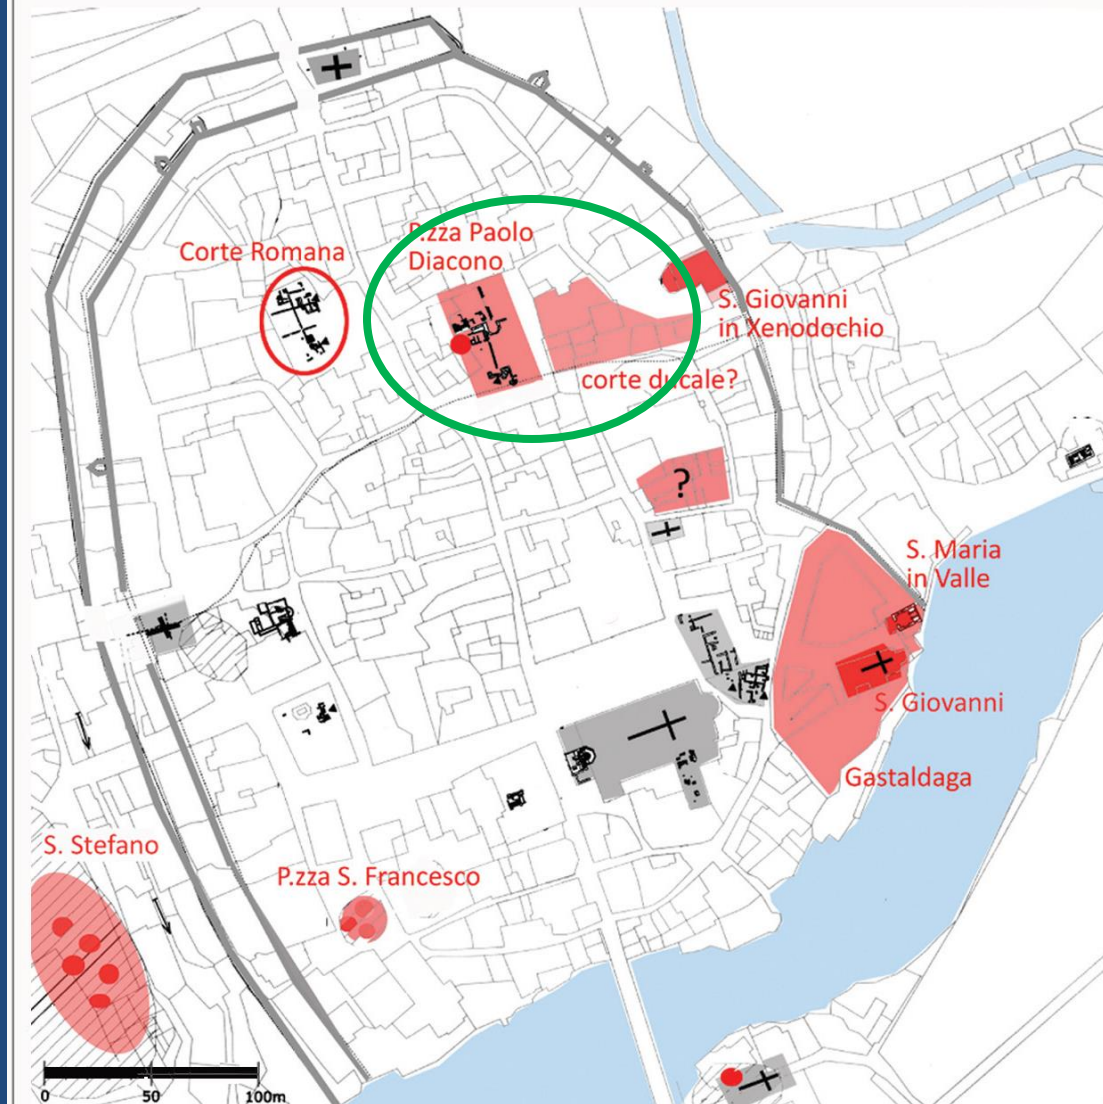 P.zza Paolo
Diacono
Corte Romana
S. Giovanni
in Xenodochio
corte ducale?
?
S. Maria
in Valle
S. Giovanni
Gastaldaga
S. Stefano
P.zza S. Francesco
0 50 100m